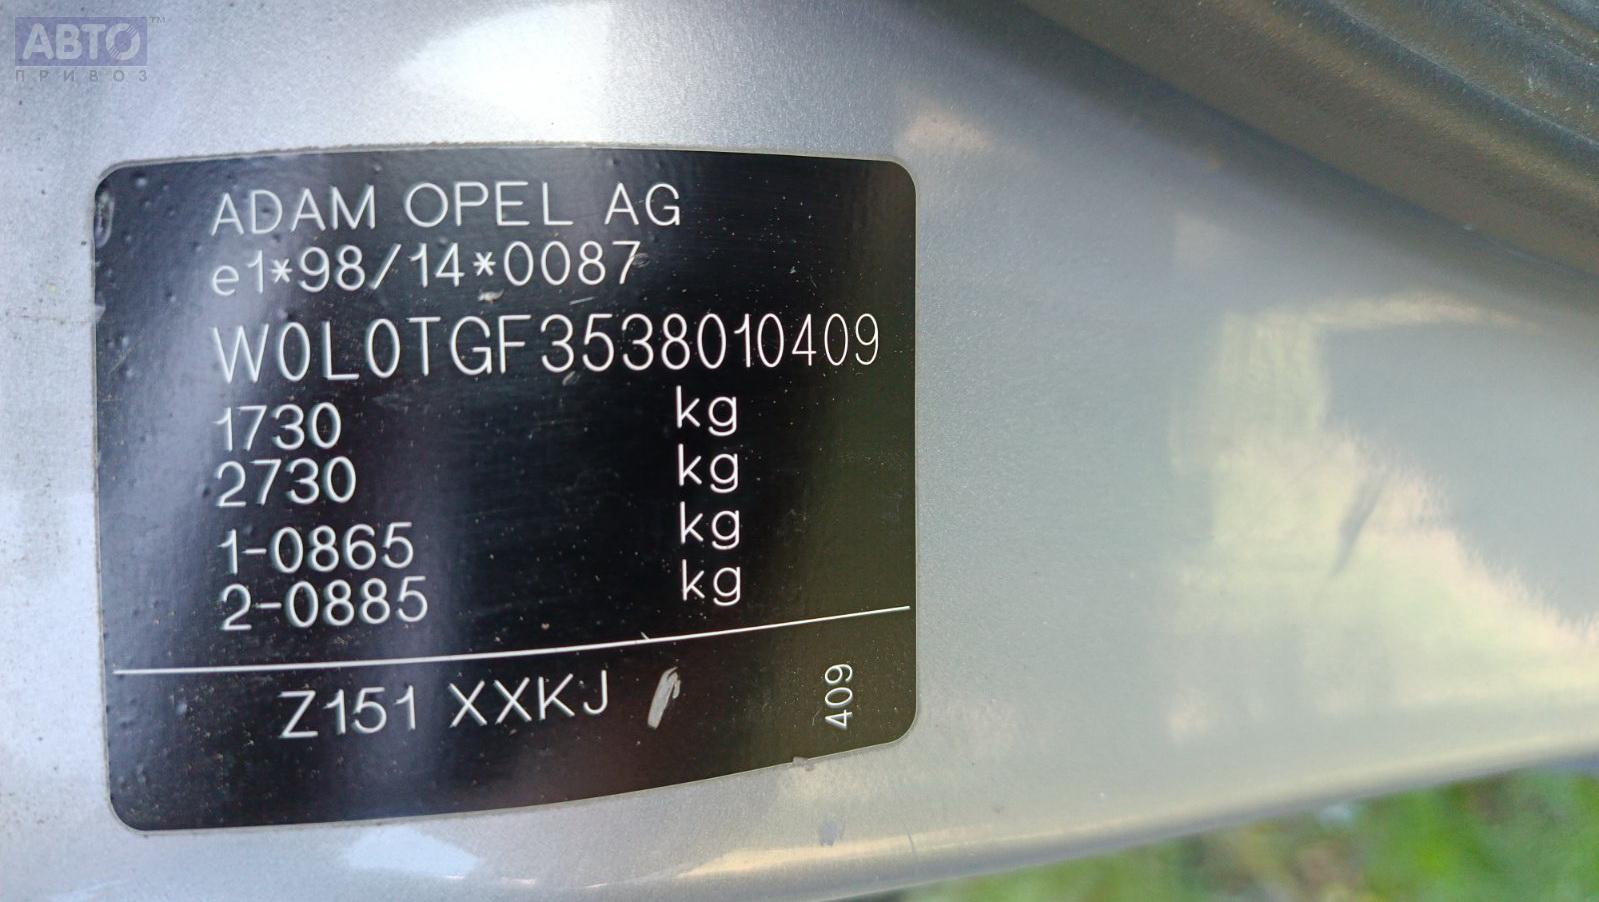 АВТО™
ПРИВОЗ
ADAM OPEL AG
e1*98/14*0087
W0L0TGF3538010409
1730 kg
2730 kg
1-0865 kg
2-0885 kg
Z151 XXKJ
409